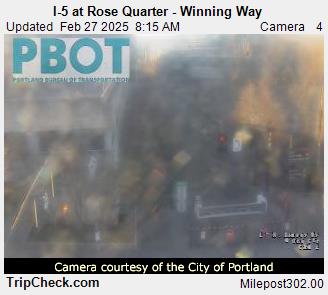 I-5 at Rose Quarter - Winning Way
Updated Feb 27 2025 8:15 AM Camera 4
PBOT
PORTLAND BUREAU OF TRANSPORTATION
Camera courtesy of the City of Portland
TripCheck.com Milepost302.00